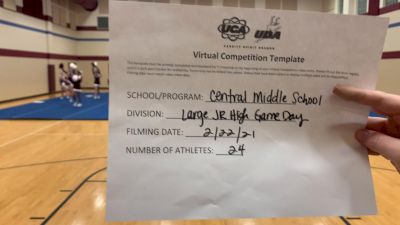 UCA UDA
VARSITY SPIRIT BRANDS
Virtual Competition Template
SCHOOL/PROGRAM: Central Middle School
DIVISION: Large JR High Game Day
FILMING DATE: 2/22/21
NUMBER OF ATHLETES: 24